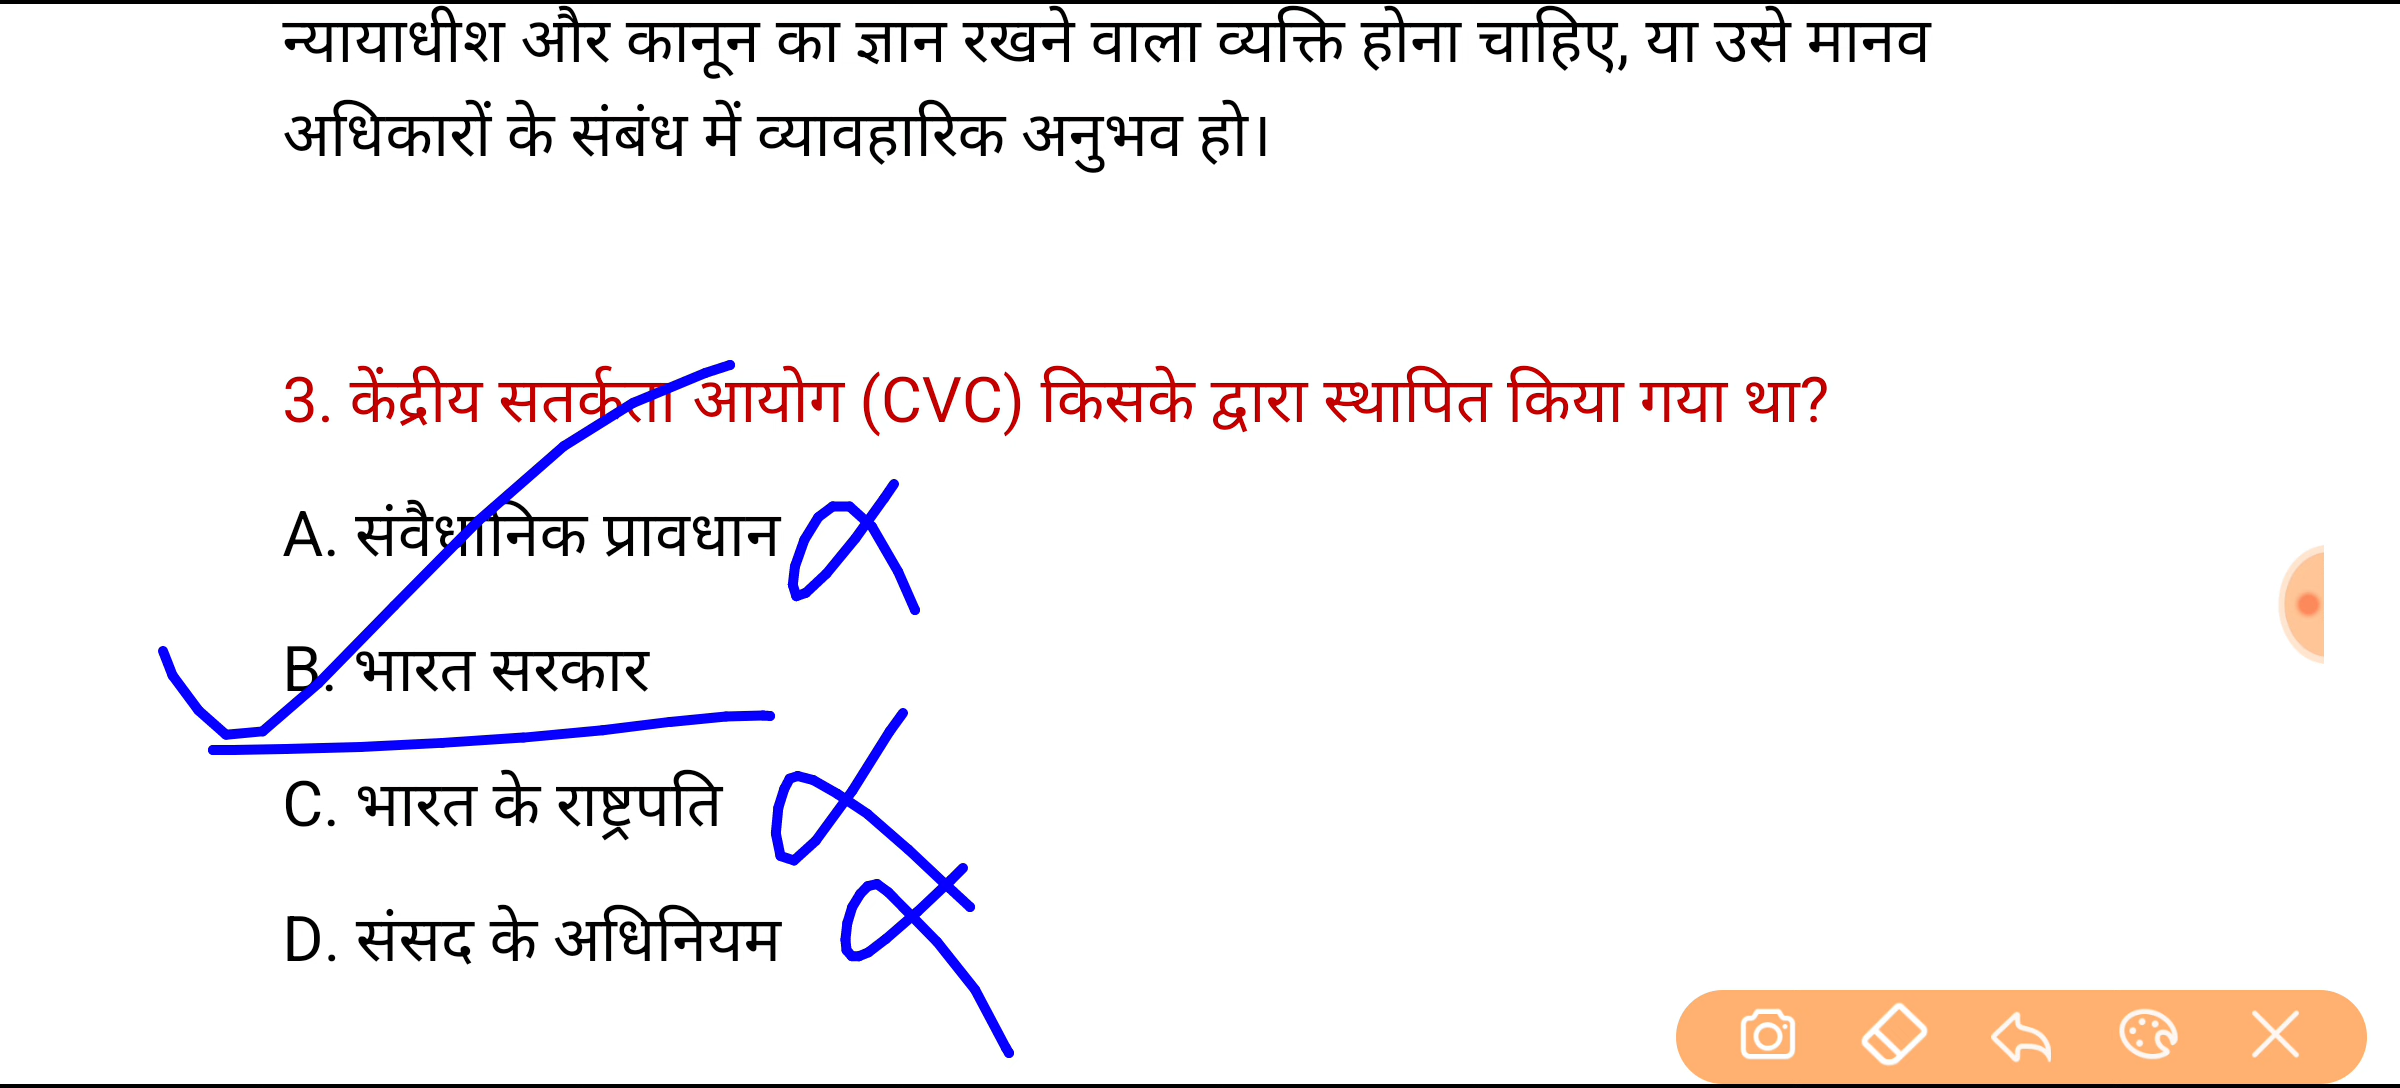 न्यायाधीश और कानून का ज्ञान रखने वाला व्यक्ति होना चाहिए, या उसे मानव
अधिकारों के संबंध में व्यावहारिक अनुभव हो।
3. केंद्रीय सतर्कता आयोग (CVC) किसके द्वारा स्थापित किया गया था?
A. संवैधानिक प्रावधान
B. भारत सरकार
C. भारत के राष्ट्रपति
D. संसद के अधिनियम